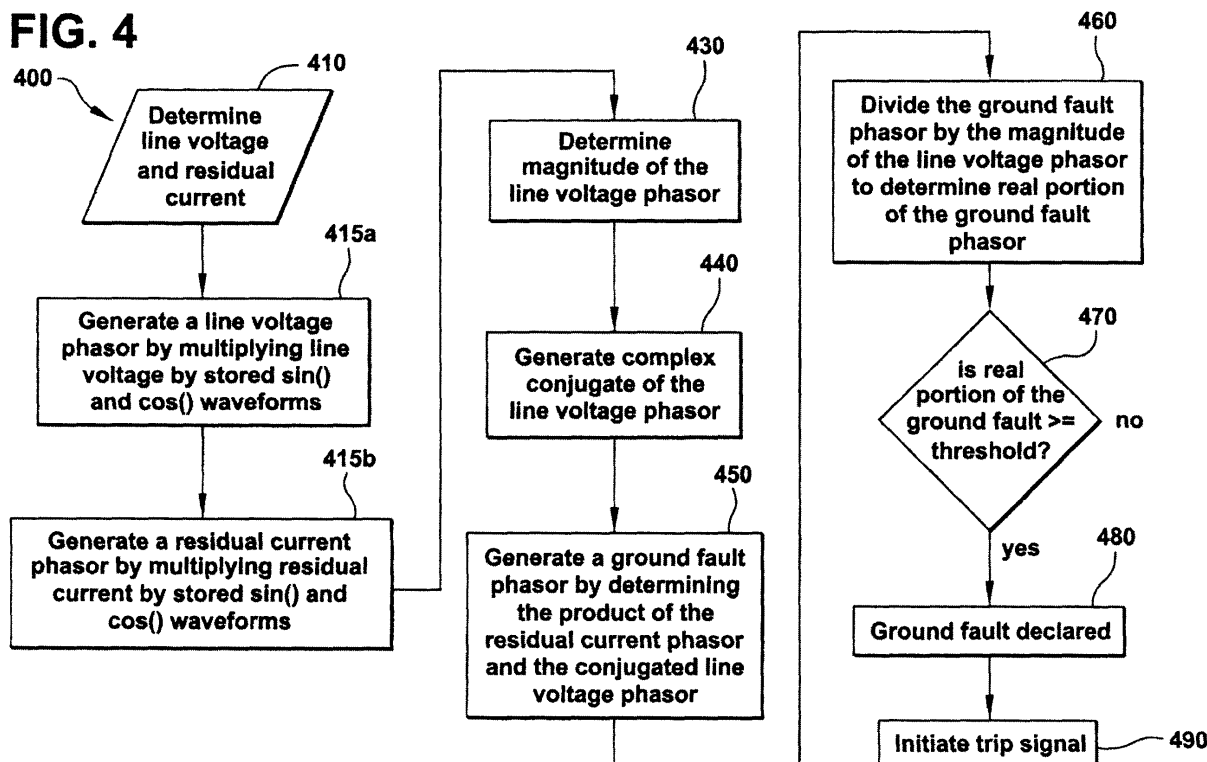 FIG. 4
400
410
Determine
line voltage
and residual
current
415a
Generate a line voltage
phasor by multiplying line
voltage by stored sin()
and cos() waveforms
415b
Generate a residual current
phasor by multiplying residual
current by stored sin() and
cos() waveforms
430
Determine
magnitude of the
line voltage phasor
440
Generate complex
conjugate of the
line voltage phasor
450
Generate a ground fault
phasor by determining
the product of the
residual current phasor
and the conjugated line
voltage phasor
460
Divide the ground fault
phasor by the magnitude
of the line voltage phasor
to determine real portion
of the ground fault
phasor
470
is real
portion of the
ground fault >=
threshold?
no
yes
480
Ground fault declared
Initiate trip signal
490